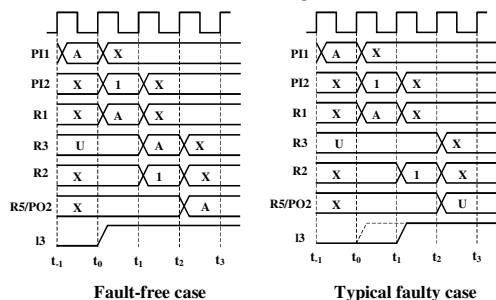 PI1 A X
PI2 X 1 X
R1 X A X
R3 U A X
R2 X 1 X
R5/PO2 X A
l3
t-1 t0 t1 t2 t3
Fault-free case
PI1 A X
PI2 X 1 X
R1 X A X
R3 U X
R2 X 1 X
R5/PO2 X U
l3
t-1 t0 t1 t2 t3
Typical faulty case